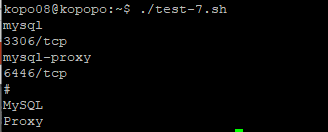 kopo08@kopopo:~$ ./test-7.sh
mysql
3306/tcp
mysql-proxy
6446/tcp
#
MySQL
Proxy